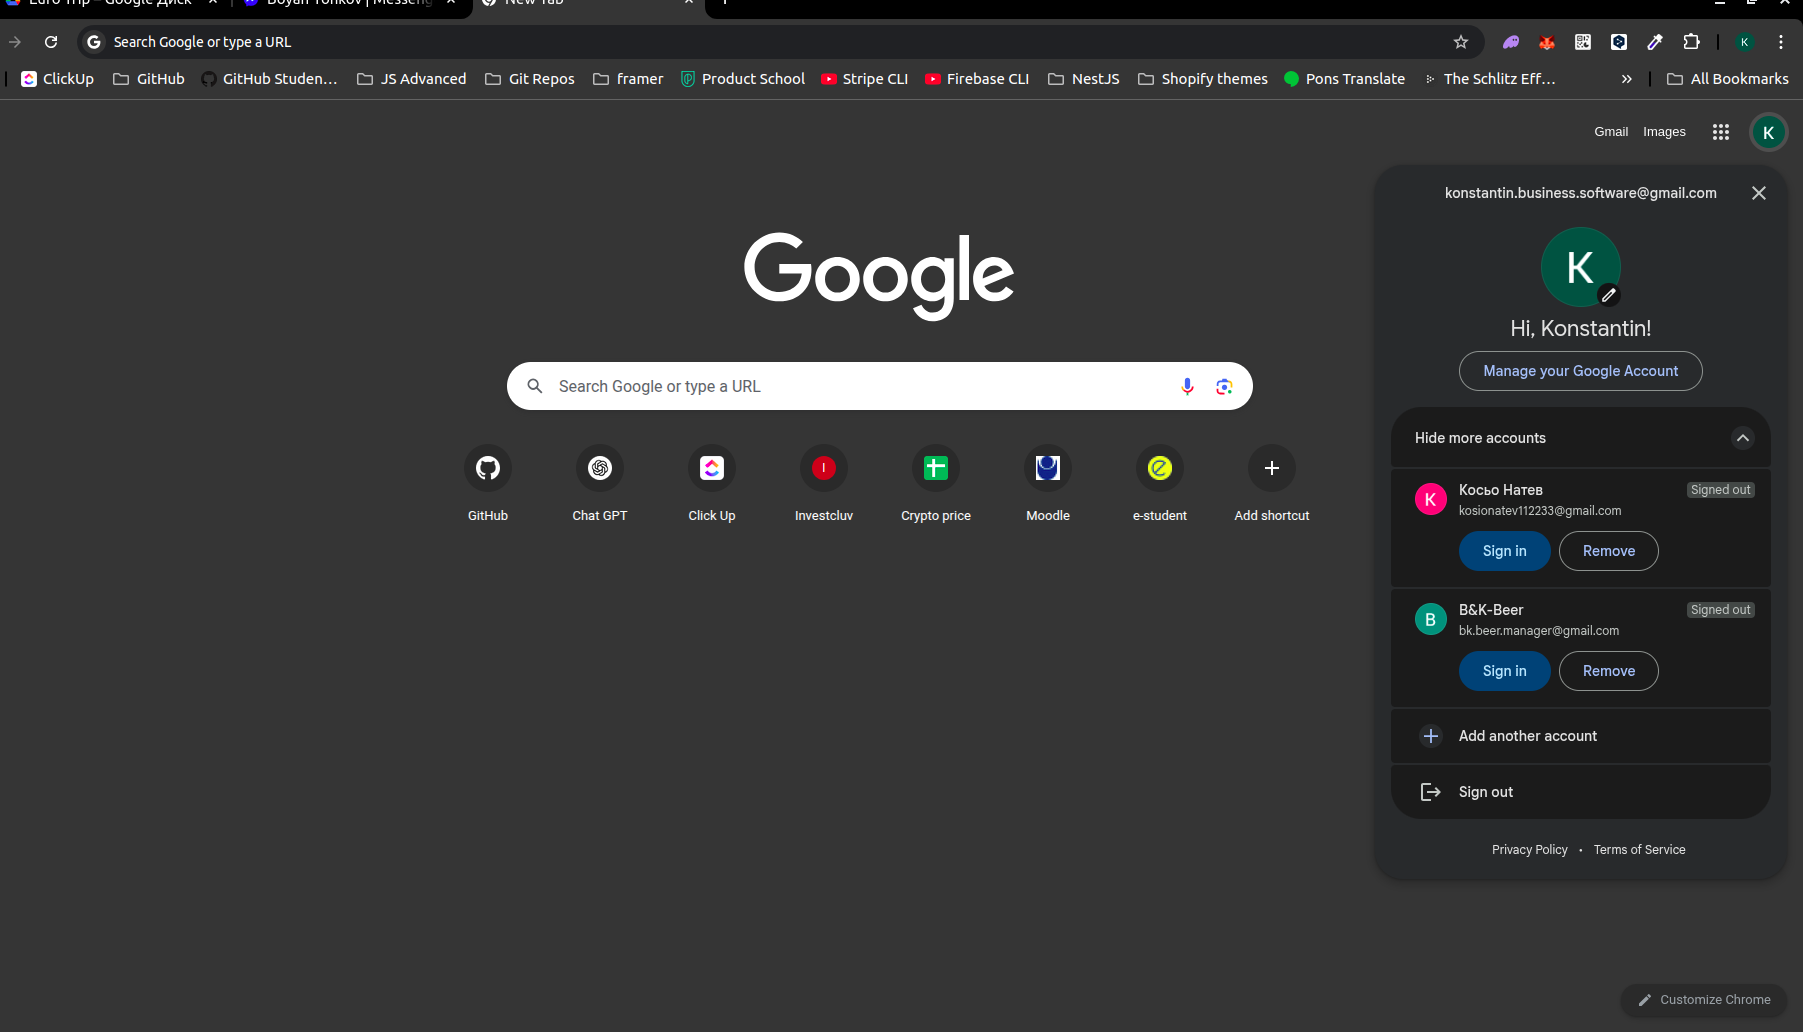 Euro Trip – Google Диск
Boyan Yonkov | Messeng
New Tab
Search Google or type a URL
K
ClickUp
GitHub
GitHub Studen...
JS Advanced
Git Repos
framer
Product School
Stripe CLI
Firebase CLI
NestJS
Shopify themes
Pons Translate
The Schlitz Eff...
All Bookmarks
Gmail
Images
K
konstantin.business.software@gmail.com
K
Hi, Konstantin!
Manage your Google Account
Google
Search Google or type a URL
Hide more accounts
I
GitHub
Chat GPT
Click Up
Investcluv
Crypto price
Moodle
e-student
Add shortcut
K
Косьо Натев
Signed out
kosionatev112233@gmail.com
Sign in
Remove
B
B&K-Beer
Signed out
bk.beer.manager@gmail.com
Sign in
Remove
Add another account
Sign out
Privacy Policy • Terms of Service
Customize Chrome